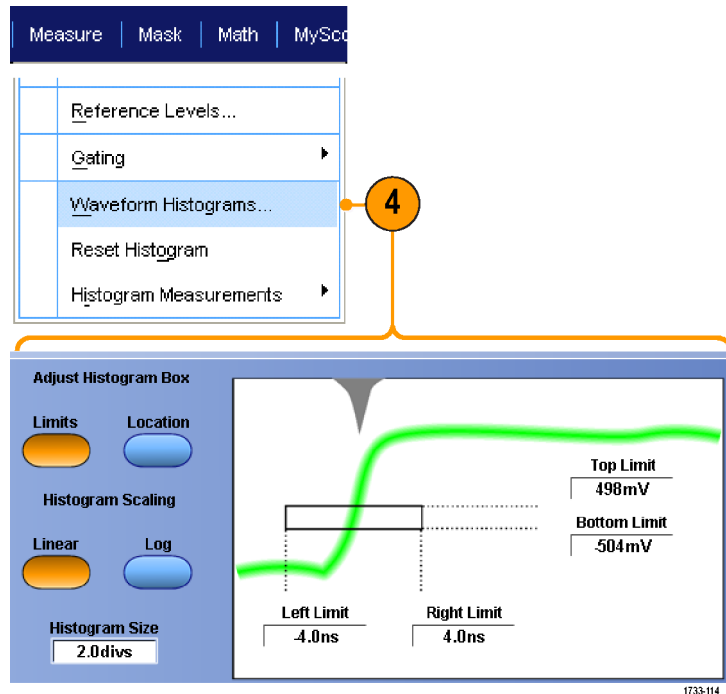 Measure Mask Math MySco
Reference Levels...
Gating
Waveform Histograms...
4
Reset Histogram
Histogram Measurements
Adjust Histogram Box
Limits Location
Histogram Scaling
Linear Log
Histogram Size
2.0divs
Top Limit
498mV
Bottom Limit
-504mV
Left Limit Right Limit
-4.0ns 4.0ns
1733-114